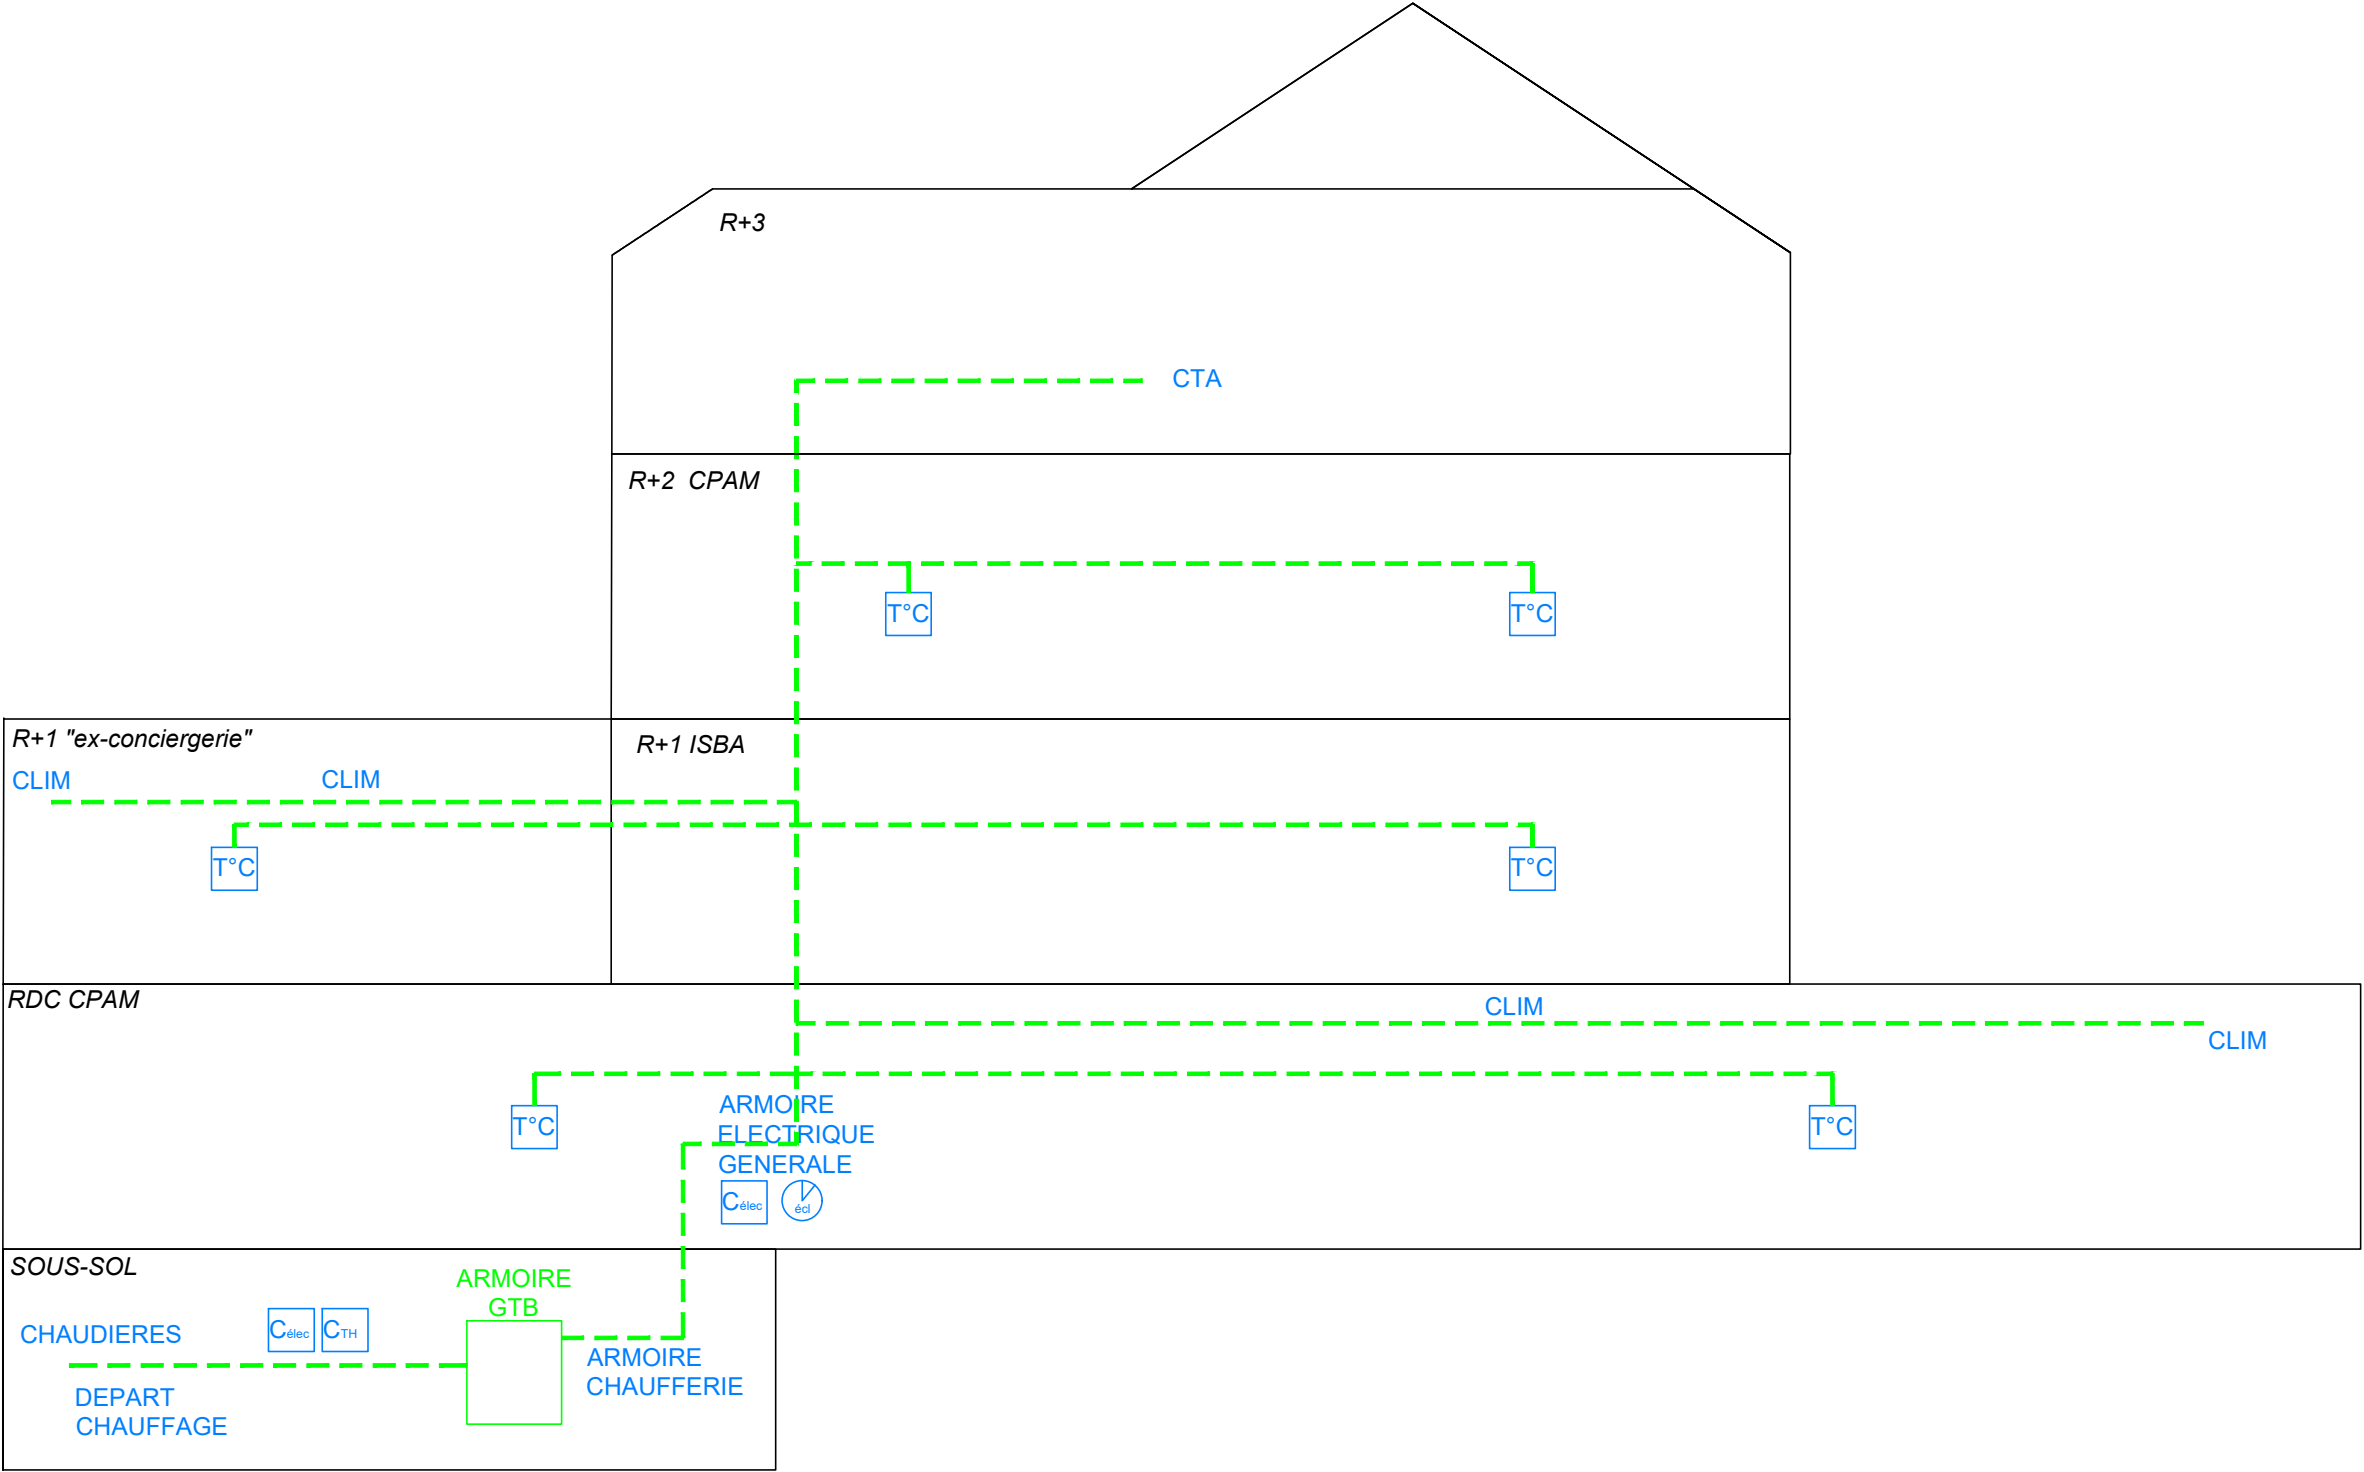 R+3
CTA
R+2 CPAM
T°C
T°C
R+1 "ex-conciergerie"
R+1 ISBA
CLIM
CLIM
T°C
T°C
RDC CPAM
CLIM
CLIM
T°C
ARMOIRE
ELECTRIQUE
GENERALE
T°C
Célec
écl
SOUS-SOL
ARMOIRE
GTB
CHAUDIERES
Célec
CTH
ARMOIRE
CHAUFFERIE
DEPART
CHAUFFAGE